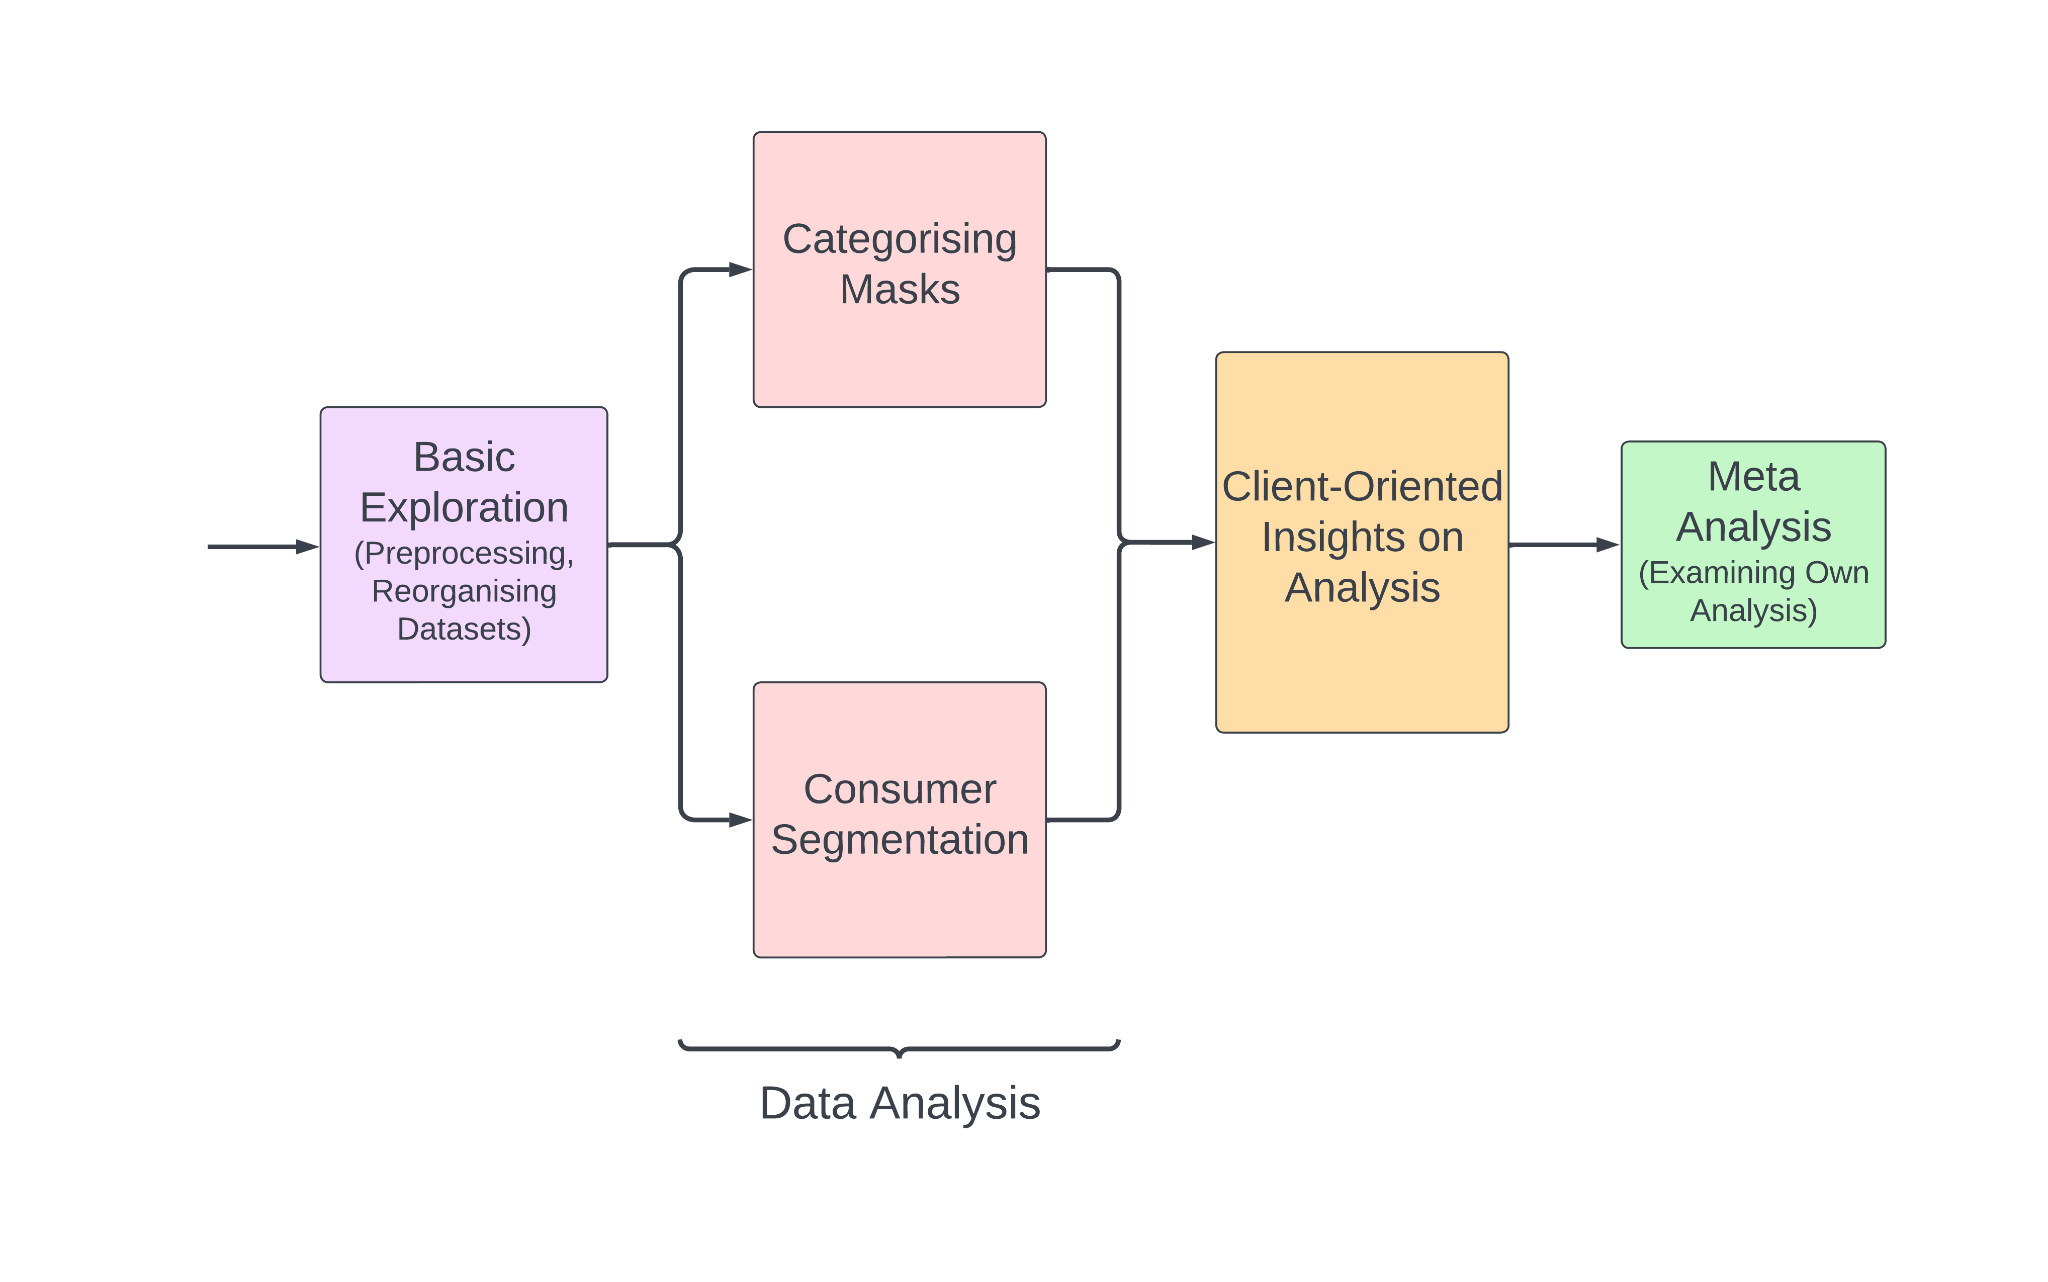 Basic
Exploration
(Preprocessing,
Reorganising
Datasets)
Categorising
Masks
Consumer
Segmentation
Data Analysis
Client-Oriented
Insights on
Analysis
Meta
Analysis
(Examining Own
Analysis)